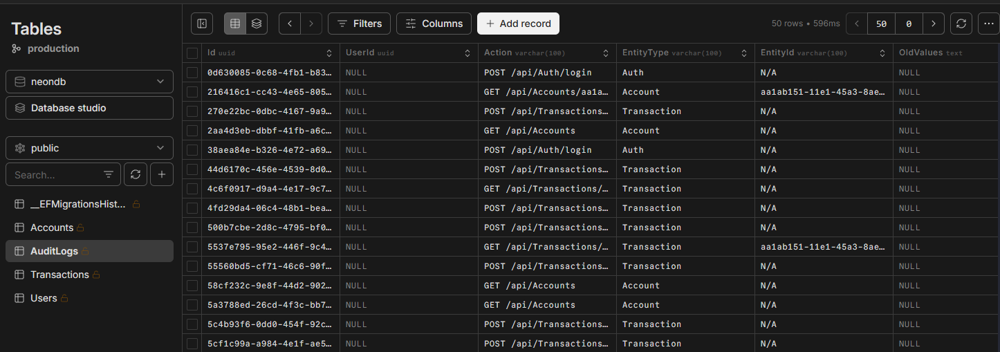 Tables
production
neondb
Database studio
public
Search...
__EFMigrationsHist...
Accounts
AuditLogs
Transactions
Users
Filters Columns + Add record 50 rows • 596ms 50 0
Id uuid UserId uuid Action varchar(100) EntityType varchar(100) EntityId varchar(100) OldValues text
0d630085-0c68-4fb1-b83… NULL POST /api/Auth/login Auth N/A NULL
216416c1-cc43-4e65-805… NULL GET /api/Accounts/aa1a… Account aa1ab151-11e1-45a3-8ae… NULL
270e22bc-0dbc-4167-9a9… NULL POST /api/Transactions… Transaction N/A NULL
2aa4d3eb-dbbf-41fb-a6c… NULL GET /api/Accounts Account N/A NULL
38aea84e-b326-4e72-a69… NULL POST /api/Auth/login Auth N/A NULL
44d6170c-456e-4539-8d0… NULL POST /api/Transactions… Transaction N/A NULL
4c6f0917-d9a4-4e17-9c7… NULL GET /api/Transactions/… Transaction N/A NULL
4fd29da4-06c4-48b1-bea… NULL POST /api/Transactions… Transaction N/A NULL
500b7cbe-2d8c-4795-bf0… NULL POST /api/Transactions… Transaction N/A NULL
5537e795-95e2-446f-9c4… NULL GET /api/Transactions/… Transaction aa1ab151-11e1-45a3-8ae… NULL
55560bd5-cf71-46c6-90f… NULL POST /api/Transactions… Transaction N/A NULL
58cf232c-9e8f-44d2-902… NULL GET /api/Accounts Account N/A NULL
5a3788ed-26cd-4f3c-bb7… NULL GET /api/Accounts Account N/A NULL
5c4b93f6-0dd0-454f-92c… NULL POST /api/Transactions… Transaction N/A NULL
5cf1c99a-a984-4e1f-ae5… NULL POST /api/Transactions… Transaction N/A NULL